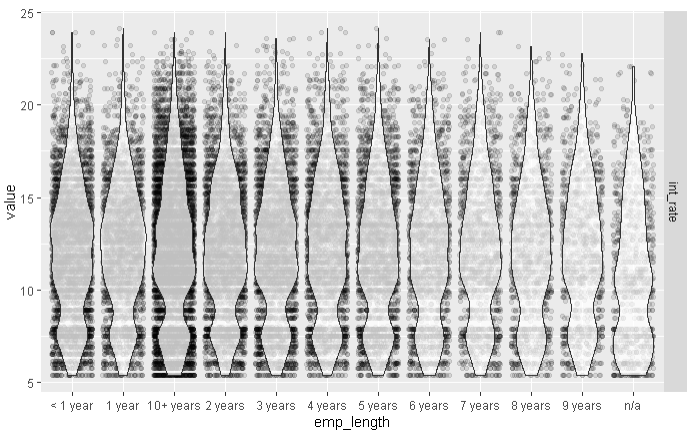 25
20
15
10
5
value
int_rate
< 1 year 1 year 10+ years 2 years 3 years 4 years 5 years 6 years 7 years 8 years 9 years n/a
emp_length